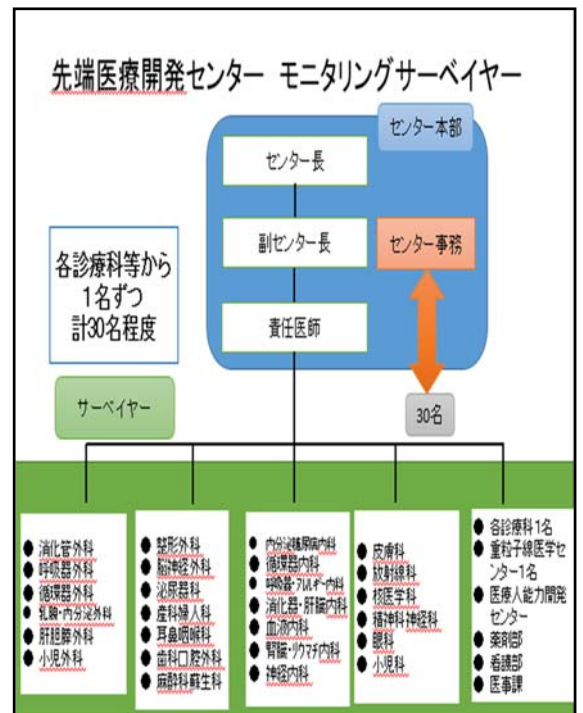 先端医療開発センター モニタリングサーベイヤー
センター本部
センター長
副センター長
センター事務
責任医師
各診療科等から
1名ずつ
計30名程度
サーベイヤー
30名
● 消化管外科
● 呼吸器外科
● 循環器外科
● 乳腺・内分泌外科
● 肝胆膵外科
● 小児外科
● 整形外科
● 脳神経外科
● 泌尿器科
● 産科婦人科
● 耳鼻咽喉科
● 歯科口腔外科
● 麻酔科蘇生科
● 内分泌糖尿病内科
● 循環器内科
● 呼吸器・アレルギー内科
● 消化器・肝臓内科
● 血液内科
● 腎臓・リウマチ内科
● 神経内科
● 皮膚科
● 放射線科
● 核医学科
● 精神科神経科
● 眼科
● 小児科
● 各診療科1名
● 重粒子線医学セ
ンター1名
● 医療人能力開発
センター
● 薬剤部
● 看護部
● 医事課